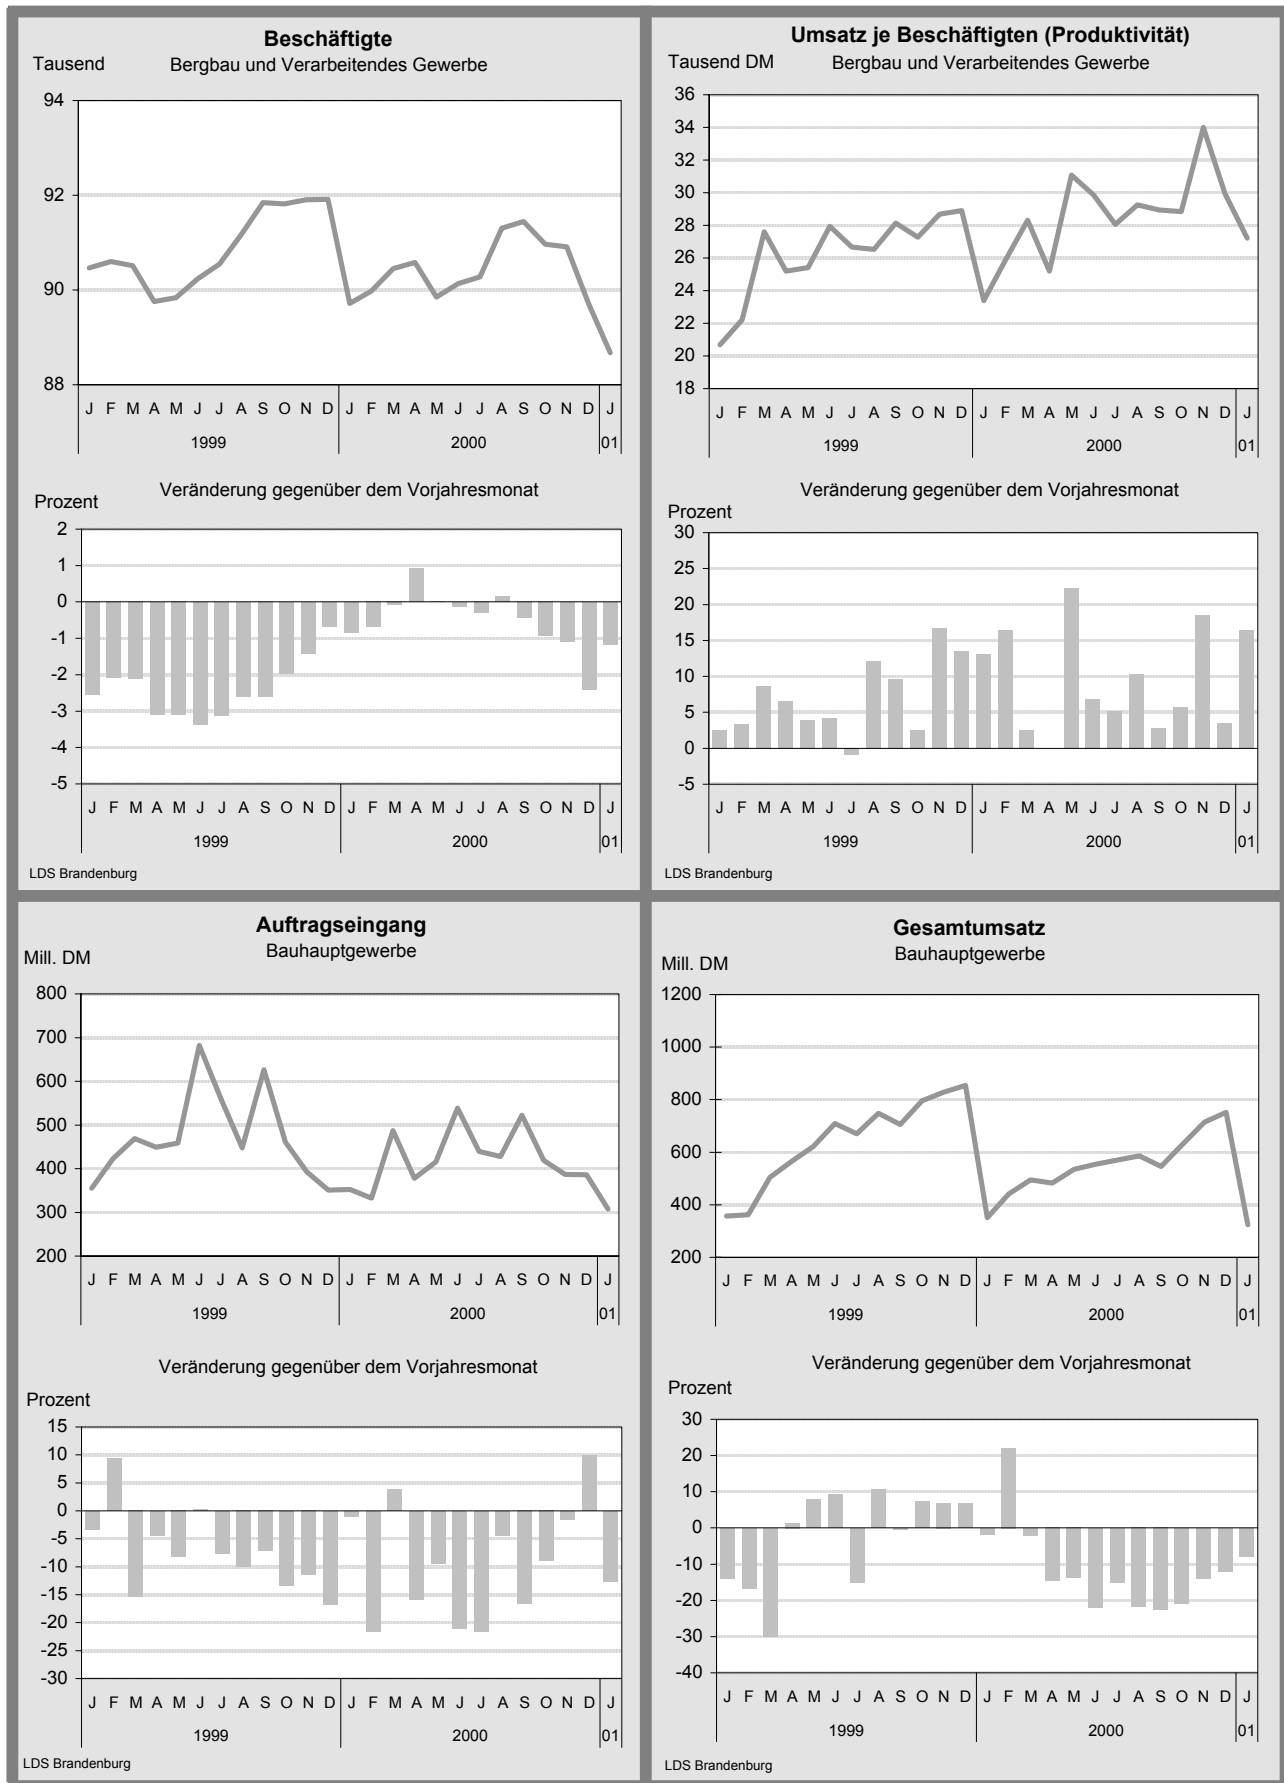 Beschäftigte
Tausend
Bergbau und Verarbeitendes Gewerbe
94
92
90
88
J F M A M J J A S O N D J F M A M J J A S O N D J
1999 2000 01
Veränderung gegenüber dem Vorjahresmonat
Prozent
2
1
0
-1
-2
-3
-4
-5
J F M A M J J A S O N D J F M A M J J A S O N D J
1999 2000 01
LDS Brandenburg
Umsatz je Beschäftigten (Produktivität)
Tausend DM
Bergbau und Verarbeitendes Gewerbe
36
34
32
30
28
26
24
22
20
18
J F M A M J J A S O N D J F M A M J J A S O N D J
1999 2000 01
Veränderung gegenüber dem Vorjahresmonat
Prozent
30
25
20
15
10
5
0
-5
J F M A M J J A S O N D J F M A M J J A S O N D J
1999 2000 01
LDS Brandenburg
Auftragseingang
Bauhauptgewerbe
Mill. DM
800
700
600
500
400
300
200
J F M A M J J A S O N D J F M A M J J A S O N D J
1999 2000 01
Veränderung gegenüber dem Vorjahresmonat
Prozent
15
10
5
0
-5
-10
-15
-20
-25
-30
J F M A M J J A S O N D J F M A M J J A S O N D J
1999 2000 01
LDS Brandenburg
Gesamtumsatz
Bauhauptgewerbe
Mill. DM
1200
1000
800
600
400
200
J F M A M J J A S O N D J F M A M J J A S O N D J
1999 2000 01
Veränderung gegenüber dem Vorjahresmonat
Prozent
30
20
10
0
-10
-20
-30
-40
J F M A M J J A S O N D J F M A M J J A S O N D J
1999 2000 01
LDS Brandenburg